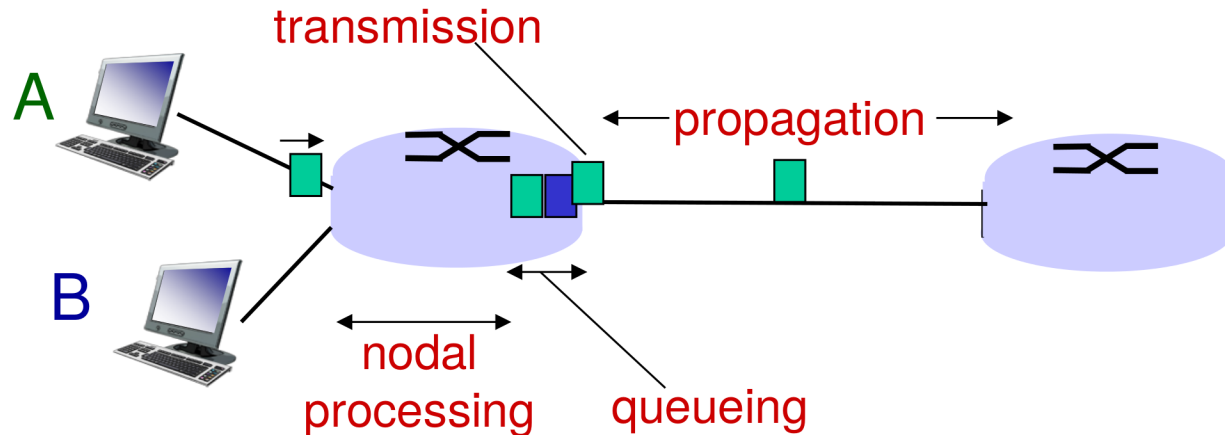 transmission
A
propagation
B
nodal
processing
queueing